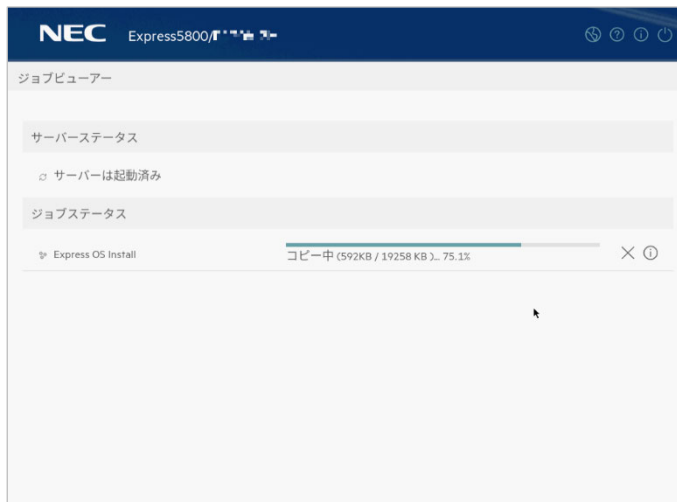 NEC Express5800/
ジョブビューアー
サーバーステータス
サーバーは起動済み
ジョブステータス
Express OS Install
コピー中 (592KB / 19258 KB )... 75.1%